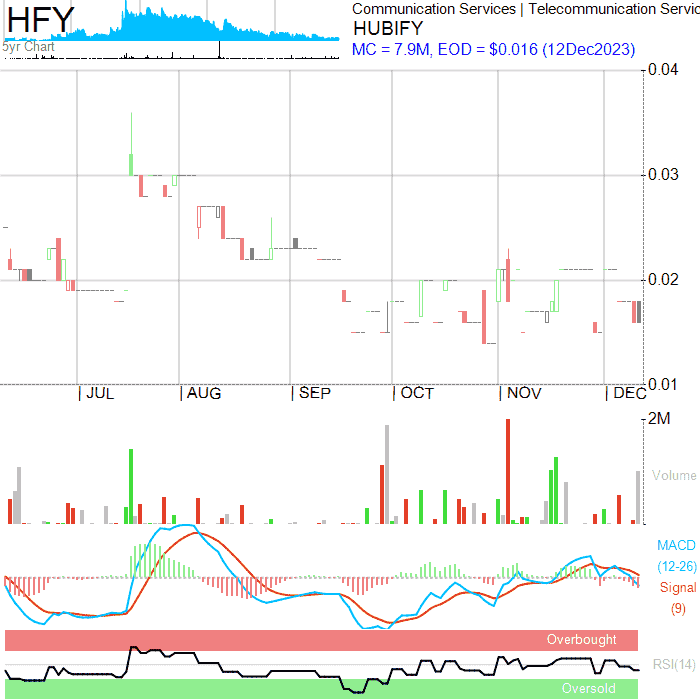 HFY
5yr Chart
Communication Services | Telecommunication Servic
HUBIFY
MC = 7.9M, EOD = $0.016 (12Dec2023)
0.04
0.03
0.02
0.01
| JUL | AUG | SEP | OCT | NOV | DEC
2M
Volume
MACD
(12-26)
Signal
(9)
Overbought
RSI(14)
Oversold